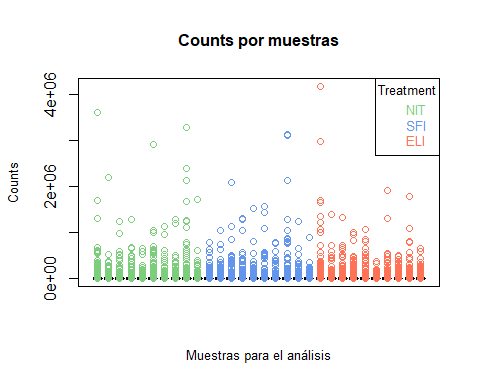 Counts por muestras
Treatment
NIT
SFI
ELI
4e+06
2e+06
0e+00
Counts
Muestras para el análisis